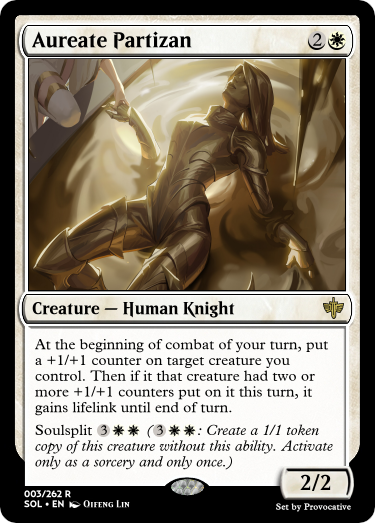 Aureate Partizan 2
Creature — Human Knight
At the beginning of combat of your turn, put
a +1/+1 counter on target creature you
control. Then if it that creature had two or
more +1/+1 counters put on it this turn, it
gains lifelink until end of turn.
Soulsplit 3 (3: Create a 1/1 token
copy of this creature without this ability. Activate
only as a sorcery and only once.)
2/2
003/262 R
SOL • EN Oifeng Lin
Set by Provocative